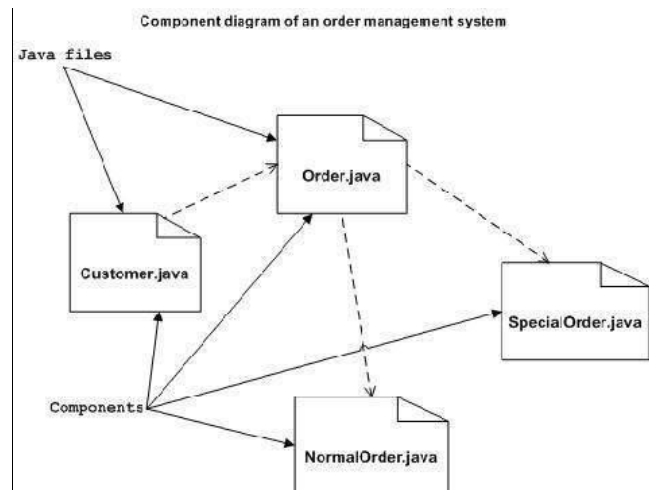 Component diagram of an order management system
Java files
Order.java
Customer.java
SpecialOrder.java
Components
NormalOrder.java